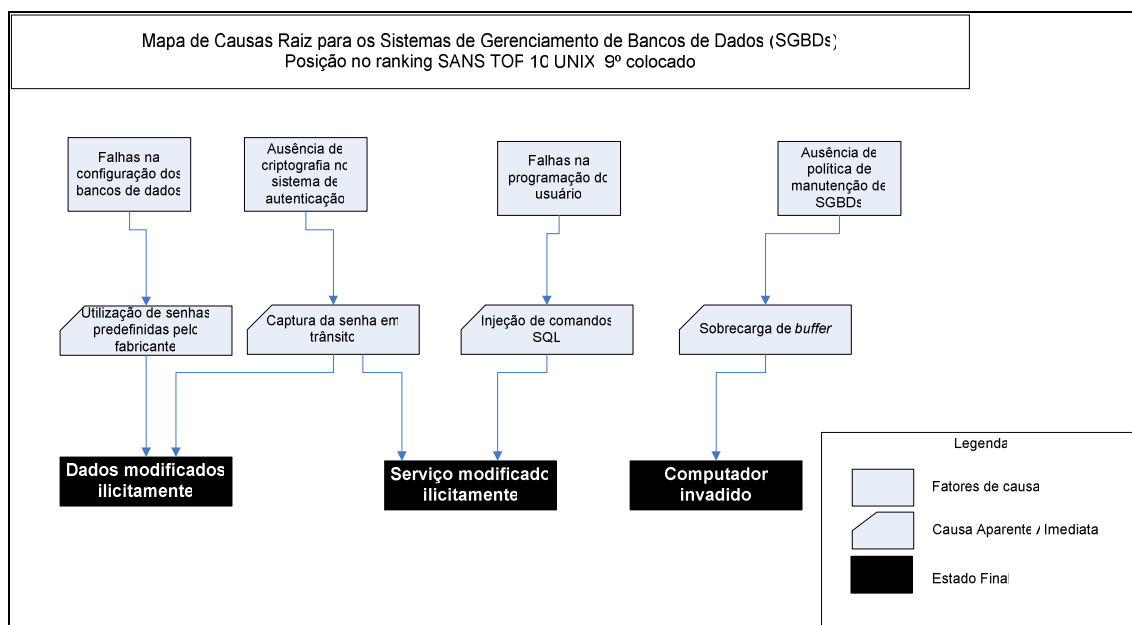 Mapa de Causas Raiz para os Sistemas de Gerenciamento de Bancos de Dados (SGBDs)
Posição no ranking SANS TOP 10 UNIX 9º colocado
Falhas na
configuração dos
bancos de dados
Ausência de
criptografia no
sistema de
autenticação
Falhas na
programação do
usuário
Ausência de
política de
manutenção de
SGBDs
Utilização de senhas
predefinidas pelo
fabricante
Captura da senha em
trânsito
Injeção de comandos
SQL
Sobrecarga de buffer
Dados modificados
ilicitamente
Serviço modificado
ilicitamente
Computador
invadido
Legenda
Fatores de causa
Causa Aparente / Imediata
Estado Final